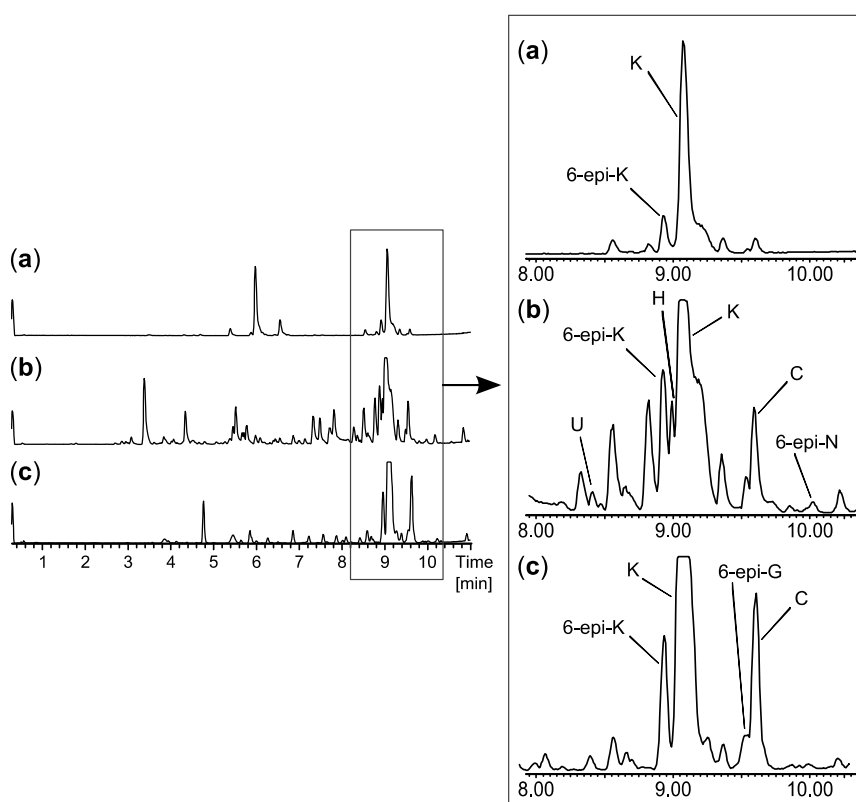 (a)
(b)
(c)
1 2 3 4 5 6 7 8 9 10 Time
[min]
(a)
K
6-epi-K
8.00 9.00 10.00
(b)
H
K
6-epi-K
C
U
6-epi-N
8.00 9.00 10.00
(c)
K
6-epi-G
C
6-epi-K
8.00 9.00 10.00